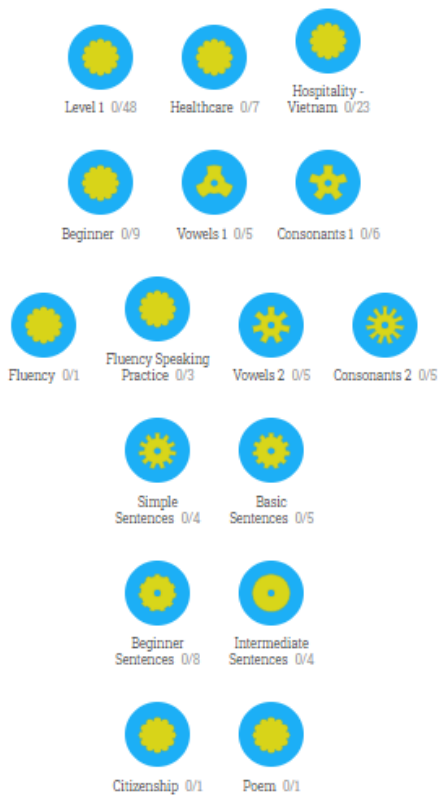 Level 1 0/48
Healthcare 0/7
Hospitality -
Vietnam 0/23
Beginner 0/9
Vowels 1 0/5
Consonants 1 0/6
Fluency 0/1
Fluency Speaking
Practice 0/3
Vowels 2 0/5
Consonants 2 0/5
Simple
Sentences 0/4
Basic
Sentences 0/5
Beginner
Sentences 0/8
Intermediate
Sentences 0/4
Citizenship 0/1
Poem 0/1